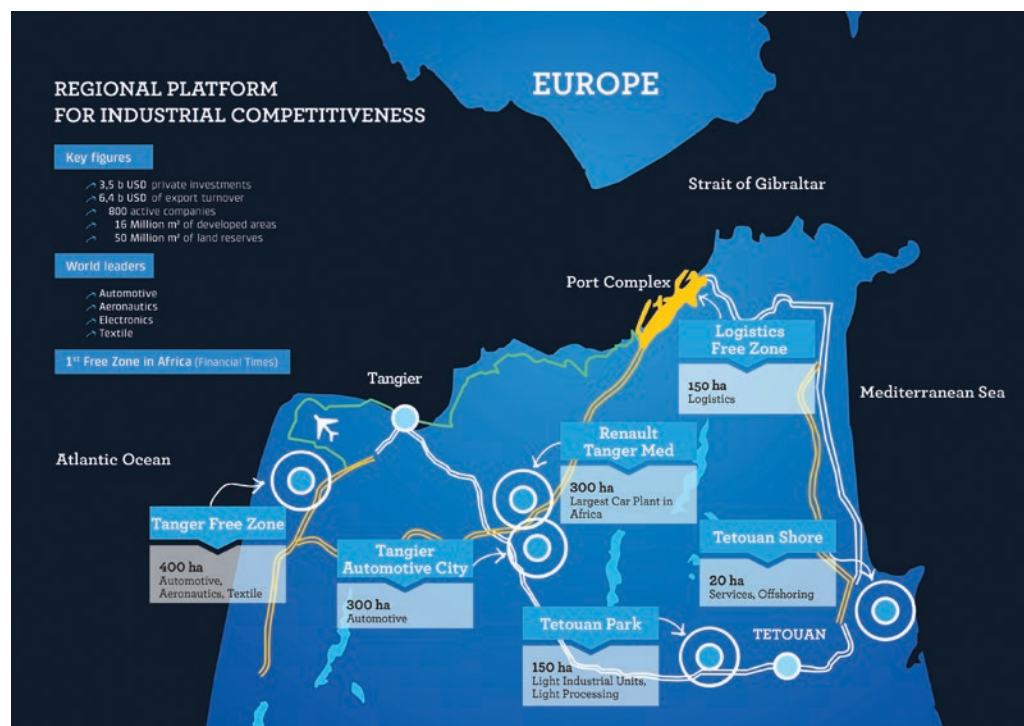 REGIONAL PLATFORM
FOR INDUSTRIAL COMPETITIVENESS
Key figures
3,5 b USD private investments
6,4 b USD of export turnover
800 active companies
16 Million m² of developed areas
50 Million m² of land reserves
World leaders
Automotive
Aeronautics
Electronics
Textile
1st Free Zone in Africa (Financial Times)
EUROPE
Strait of Gibraltar
Port Complex
Logistics
Free Zone
150 ha
Logistics
Mediterranean Sea
Tangier
Atlantic Ocean
Renault
Tanger Med
300 ha
Largest Car Plant in
Africa
Tanger Free Zone
400 ha
Automotive,
Aeronautics, Textile
Tangier
Automotive City
300 ha
Automotive
Tetouan Shore
20 ha
Services, Offshoring
Tetouan Park
150 ha
Light Industrial Units,
Light Processing
TETOUAN